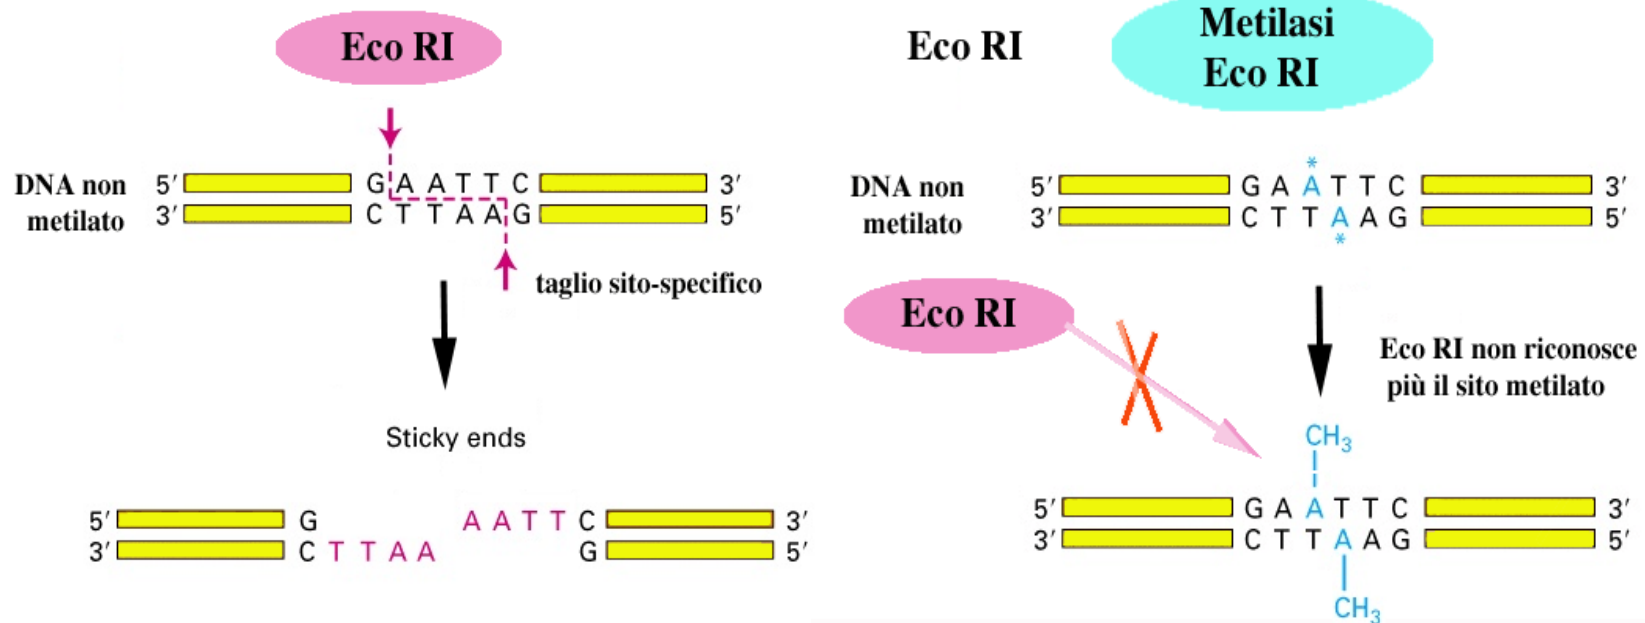 Eco RI
DNA non
metilato
5′ G A A T T C 3′
3′ C T T A A G 5′
taglio sito-specifico
Sticky ends
5′ G A A T T C 3′
3′ C T T A A G 5′
Eco RI
Metilasi
Eco RI
DNA non
metilato
* 
5′ G A A T T C 3′
3′ C T T A A G 5′
*
Eco RI
Eco RI non riconosce
più il sito metilato
CH₃
5′ G A A T T C 3′
3′ C T T A A G 5′
CH₃